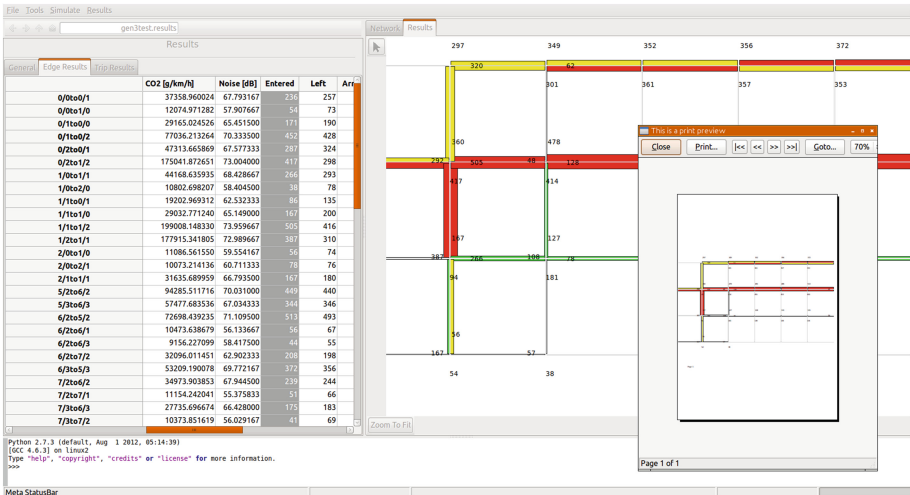 File Tools Simulate Results
gen3test.results
Results
General Edge Results Trip Results
CO2 [g/km/h] Noise [dB] Entered Left Arr
0/0to0/1 37358.960024 67.793167 236 257
0/0to1/0 12074.971282 57.907667 54 73
0/1to0/0 29165.024526 65.451500 171 190
0/1to0/2 77036.213264 70.333500 452 428
0/2to0/1 47313.665869 67.577333 287 324
0/2to1/2 175041.872651 73.004000 417 298
1/0to1/1 44168.635935 68.428667 266 293
1/0to2/0 10802.698207 58.404500 38 78
1/1to0/1 19202.969312 62.532333 86 135
1/1to1/0 29032.771240 65.149000 167 200
1/1to1/2 199008.148330 73.959667 505 416
1/2to1/1 177915.341805 72.989667 387 310
2/0to1/0 11086.561550 59.554167 56 74
2/0to2/1 10073.214136 60.711333 78 76
2/1to1/1 31635.689959 66.793500 167 180
5/2to6/2 94285.511716 70.031000 449 440
5/3to6/3 57477.683536 67.034333 344 346
6/2to5/2 72698.439235 71.109500 513 493
6/2to6/1 10473.638679 56.133667 56 67
6/2to6/3 9156.227099 58.417500 44 55
6/2to7/2 32096.011451 62.902333 208 198
6/3to5/3 53209.190078 69.772167 372 356
7/2to6/2 34973.903853 67.944500 239 244
7/2to7/1 11154.242041 55.375833 51 66
7/3to6/3 27735.696674 66.428000 175 183
7/3to7/2 10373.851619 56.029167 41 69
Network Results
297 349 352 356 372
320 62
301 361 357 353
360 478
292 505 48 128
417 414
167 127
387 266 108 78
94 181
56
167 57
54 38
Zoom To Fit
This is a print preview
Close Print... |<< << >> >>| Goto... 70%
Page 1 of 1
Python 2.7.3 (default, Aug 1 2012, 05:14:39)
[GCC 4.6.3] on linux2
Type "help", "copyright", "credits" or "license" for more information.
>>>
Meta StatusBar